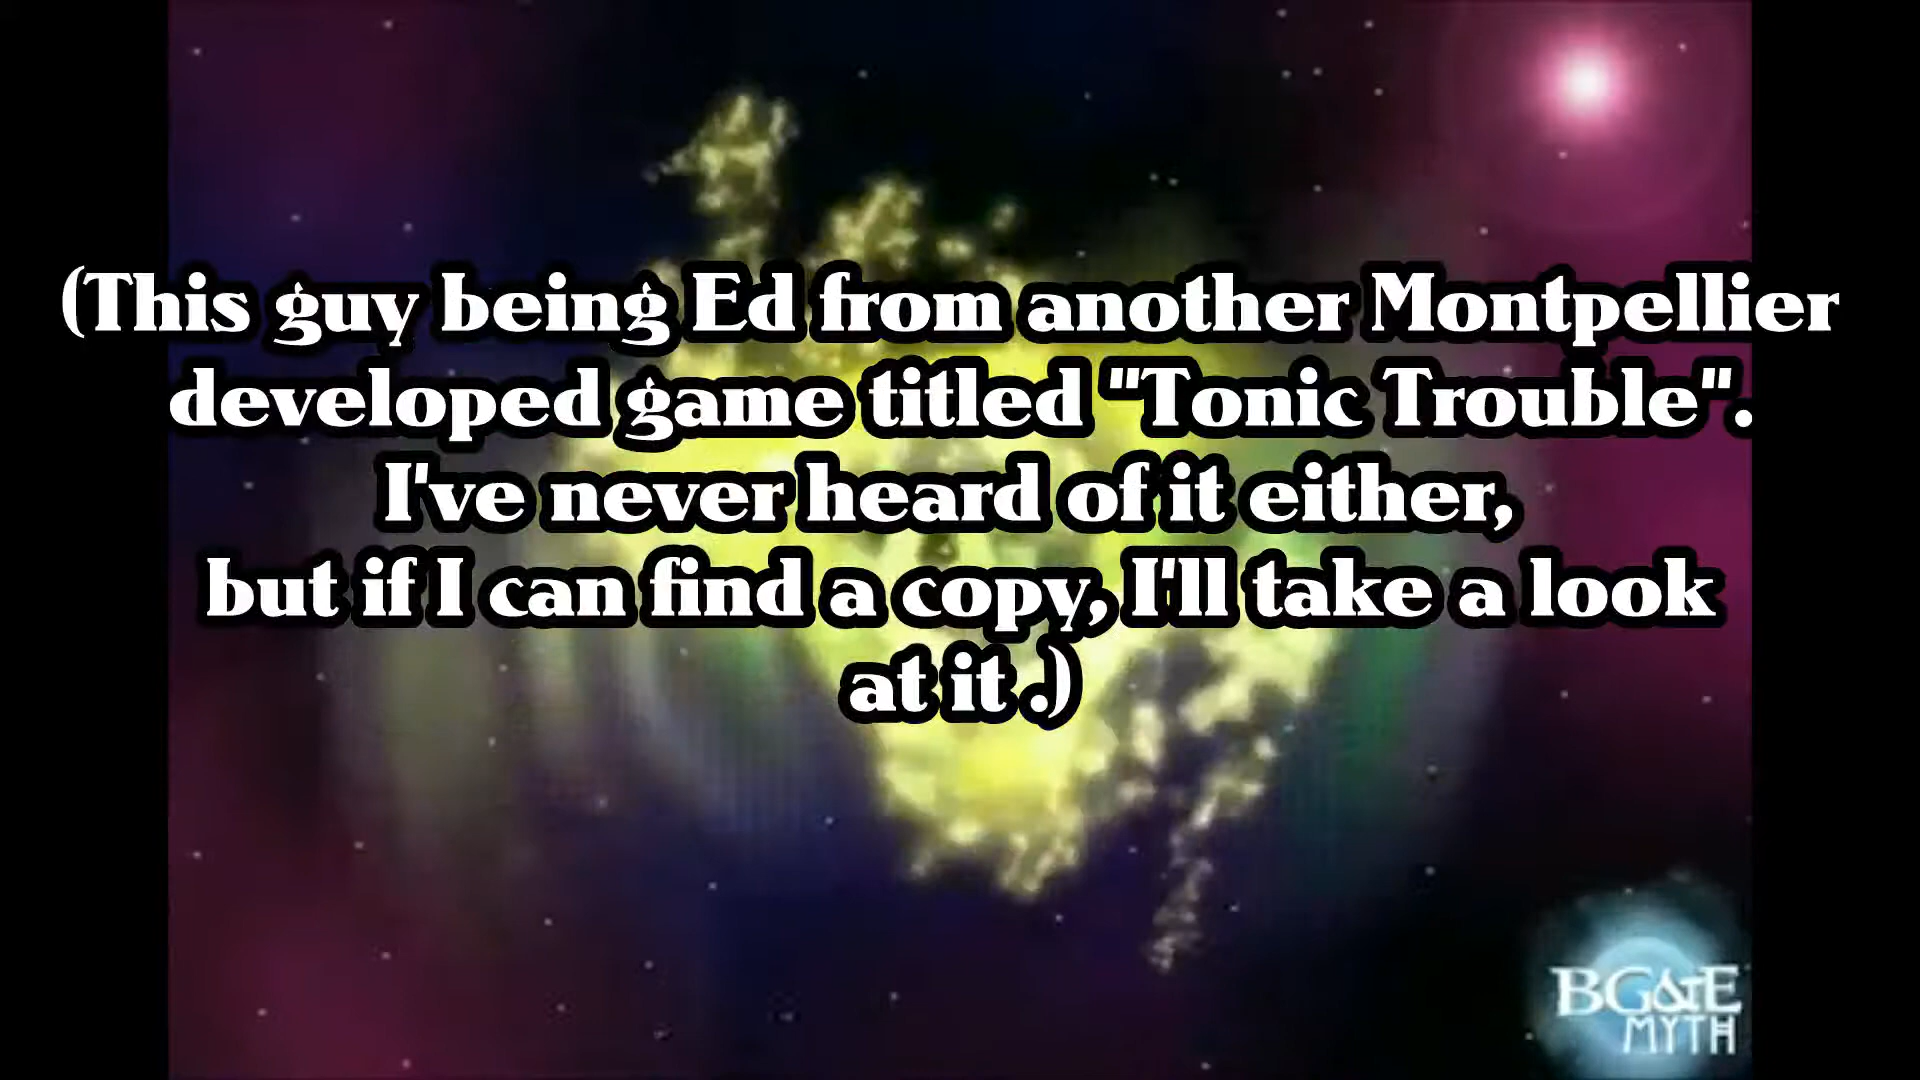 (This guy being Ed from another Montpellier
developed game titled "Tonic Trouble".
I've never heard of it either,
but if I can find a copy, I'll take a look
at it .)
BG&E
MYTH